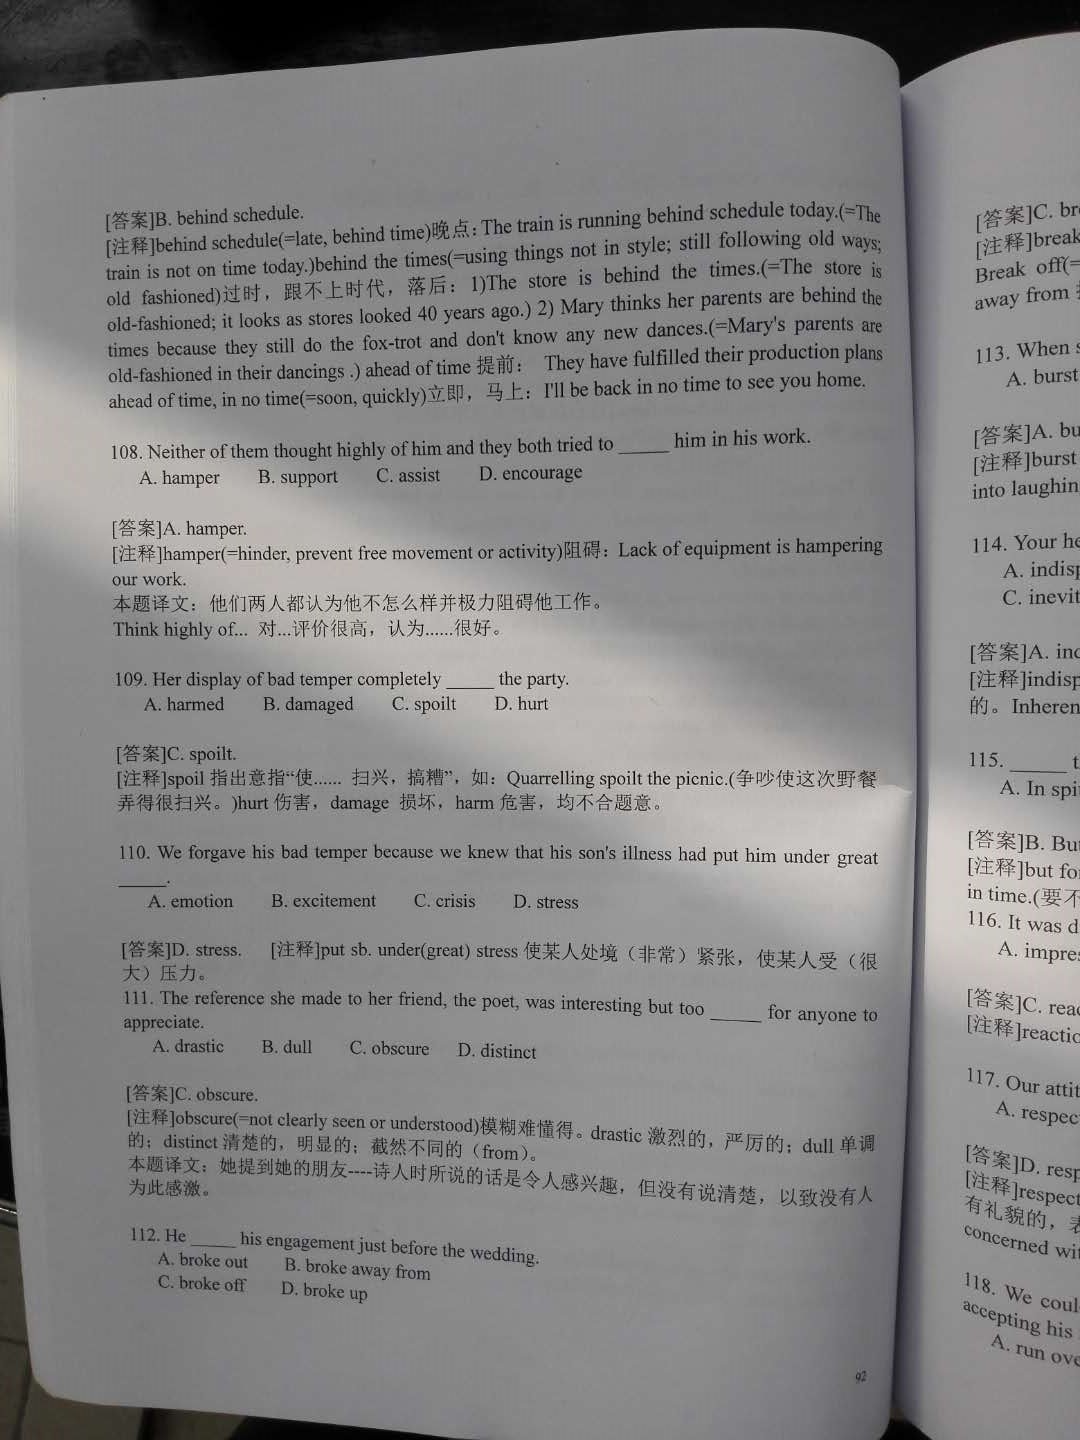 [答案]B. behind schedule.
[注释]behind schedule(=late, behind time)晚点: The train is running behind schedule today.(=The
train is not on time today.)behind the times(=using things not in style; still following old ways;
old fashioned)过时，跟不上时代，落后：1)The store is behind the times.(=The store is
old-fashioned; it looks as stores looked 40 years ago.) 2) Mary thinks her parents are behind the
times because they still do the fox-trot and don't know any new dances.(=Mary's parents are
old-fashioned in their dancings .) ahead of time 提前： They have fulfilled their production plans
ahead of time, in no time(=soon, quickly)立即，马上：I'll be back in no time to see you home.
108. Neither of them thought highly of him and they both tried to _____ him in his work.
A. hamper B. support C. assist D. encourage
[答案]A. hamper.
[注释]hamper(=hinder, prevent free movement or activity)阻碍：Lack of equipment is hampering
our work.
本题译文：他们两人都认为他不怎么样并极力阻碍他工作。
Think highly of... 对...评价很高，认为......很好。
109. Her display of bad temper completely _____ the party.
A. harmed B. damaged C. spoilt D. hurt
[答案]C. spoilt.
[注释]spoil 指出意指“使...... 扫兴，搞糟”，如：Quarrelling spoilt the picnic.(争吵使这次野餐
弄得很扫兴。)hurt 伤害，damage 损坏，harm 危害，均不合题意。
110. We forgave his bad temper because we knew that his son's illness had put him under great
_____.
A. emotion B. excitement C. crisis D. stress
[答案]D. stress. [注释]put sb. under(great) stress 使某人处境（非常）紧张，使某人受（很
大）压力。
111. The reference she made to her friend, the poet, was interesting but too _____ for anyone to
appreciate.
A. drastic B. dull C. obscure D. distinct
[答案]C. obscure.
[注释]obscure(=not clearly seen or understood)模糊难懂得。drastic 激烈的，严厉的；dull 单调
的；distinct 清楚的，明显的；截然不同的（from）。
本题译文：她提到她的朋友----诗人时所说的话是令人感兴趣，但没有说清楚，以致没有人
为此感激。
112. He _____ his engagement just before the wedding.
A. broke out B. broke away from
C. broke off D. broke up
92
[答案]C.
[注释]break
Break off(=
away from
113. When
A. burst
[答案]A.
[注释]burst
into laughin
114. Your
A.
C.
[答案]A.
[注释]
的。Inheren
115. _____
A. In
[答案]B. But
[注释]but
in time.(要不
116. It was
A.
[答案]C.
[注释]reactio
117. Our
A. respec
[答案]D.
[注释]respect
有礼貌的，
concerned
118. We
accepting his
A. run